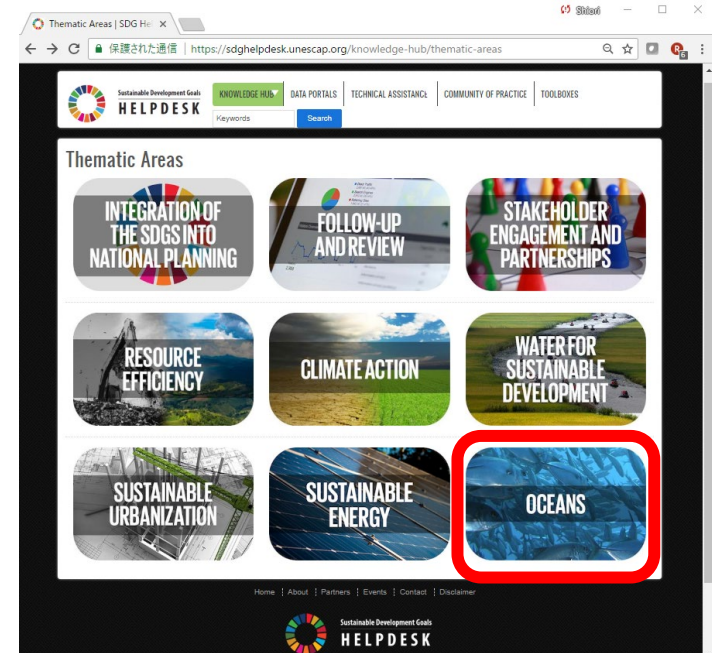 Shiori
Thematic Areas | SDG Hel
保護された通信 | https://sdghelpdesk.unescap.org/knowledge-hub/thematic-areas
Sustainable Development Goals
HELPDESK
KNOWLEDGE HUB
DATA PORTALS
TECHNICAL ASSISTANCE
COMMUNITY OF PRACTICE
TOOLBOXES
Keywords
Search
Thematic Areas
INTEGRATION OF
THE SDGS INTO
NATIONAL PLANNING
FOLLOW-UP
AND REVIEW
STAKEHOLDER
ENGAGEMENT AND
PARTNERSHIPS
RESOURCE
EFFICIENCY
CLIMATE ACTION
WATER FOR
SUSTAINABLE
DEVELOPMENT
SUSTAINABLE
URBANIZATION
SUSTAINABLE
ENERGY
OCEANS
Home | About | Partners | Events | Contact | Disclaimer
Sustainable Development Goals
HELPDESK